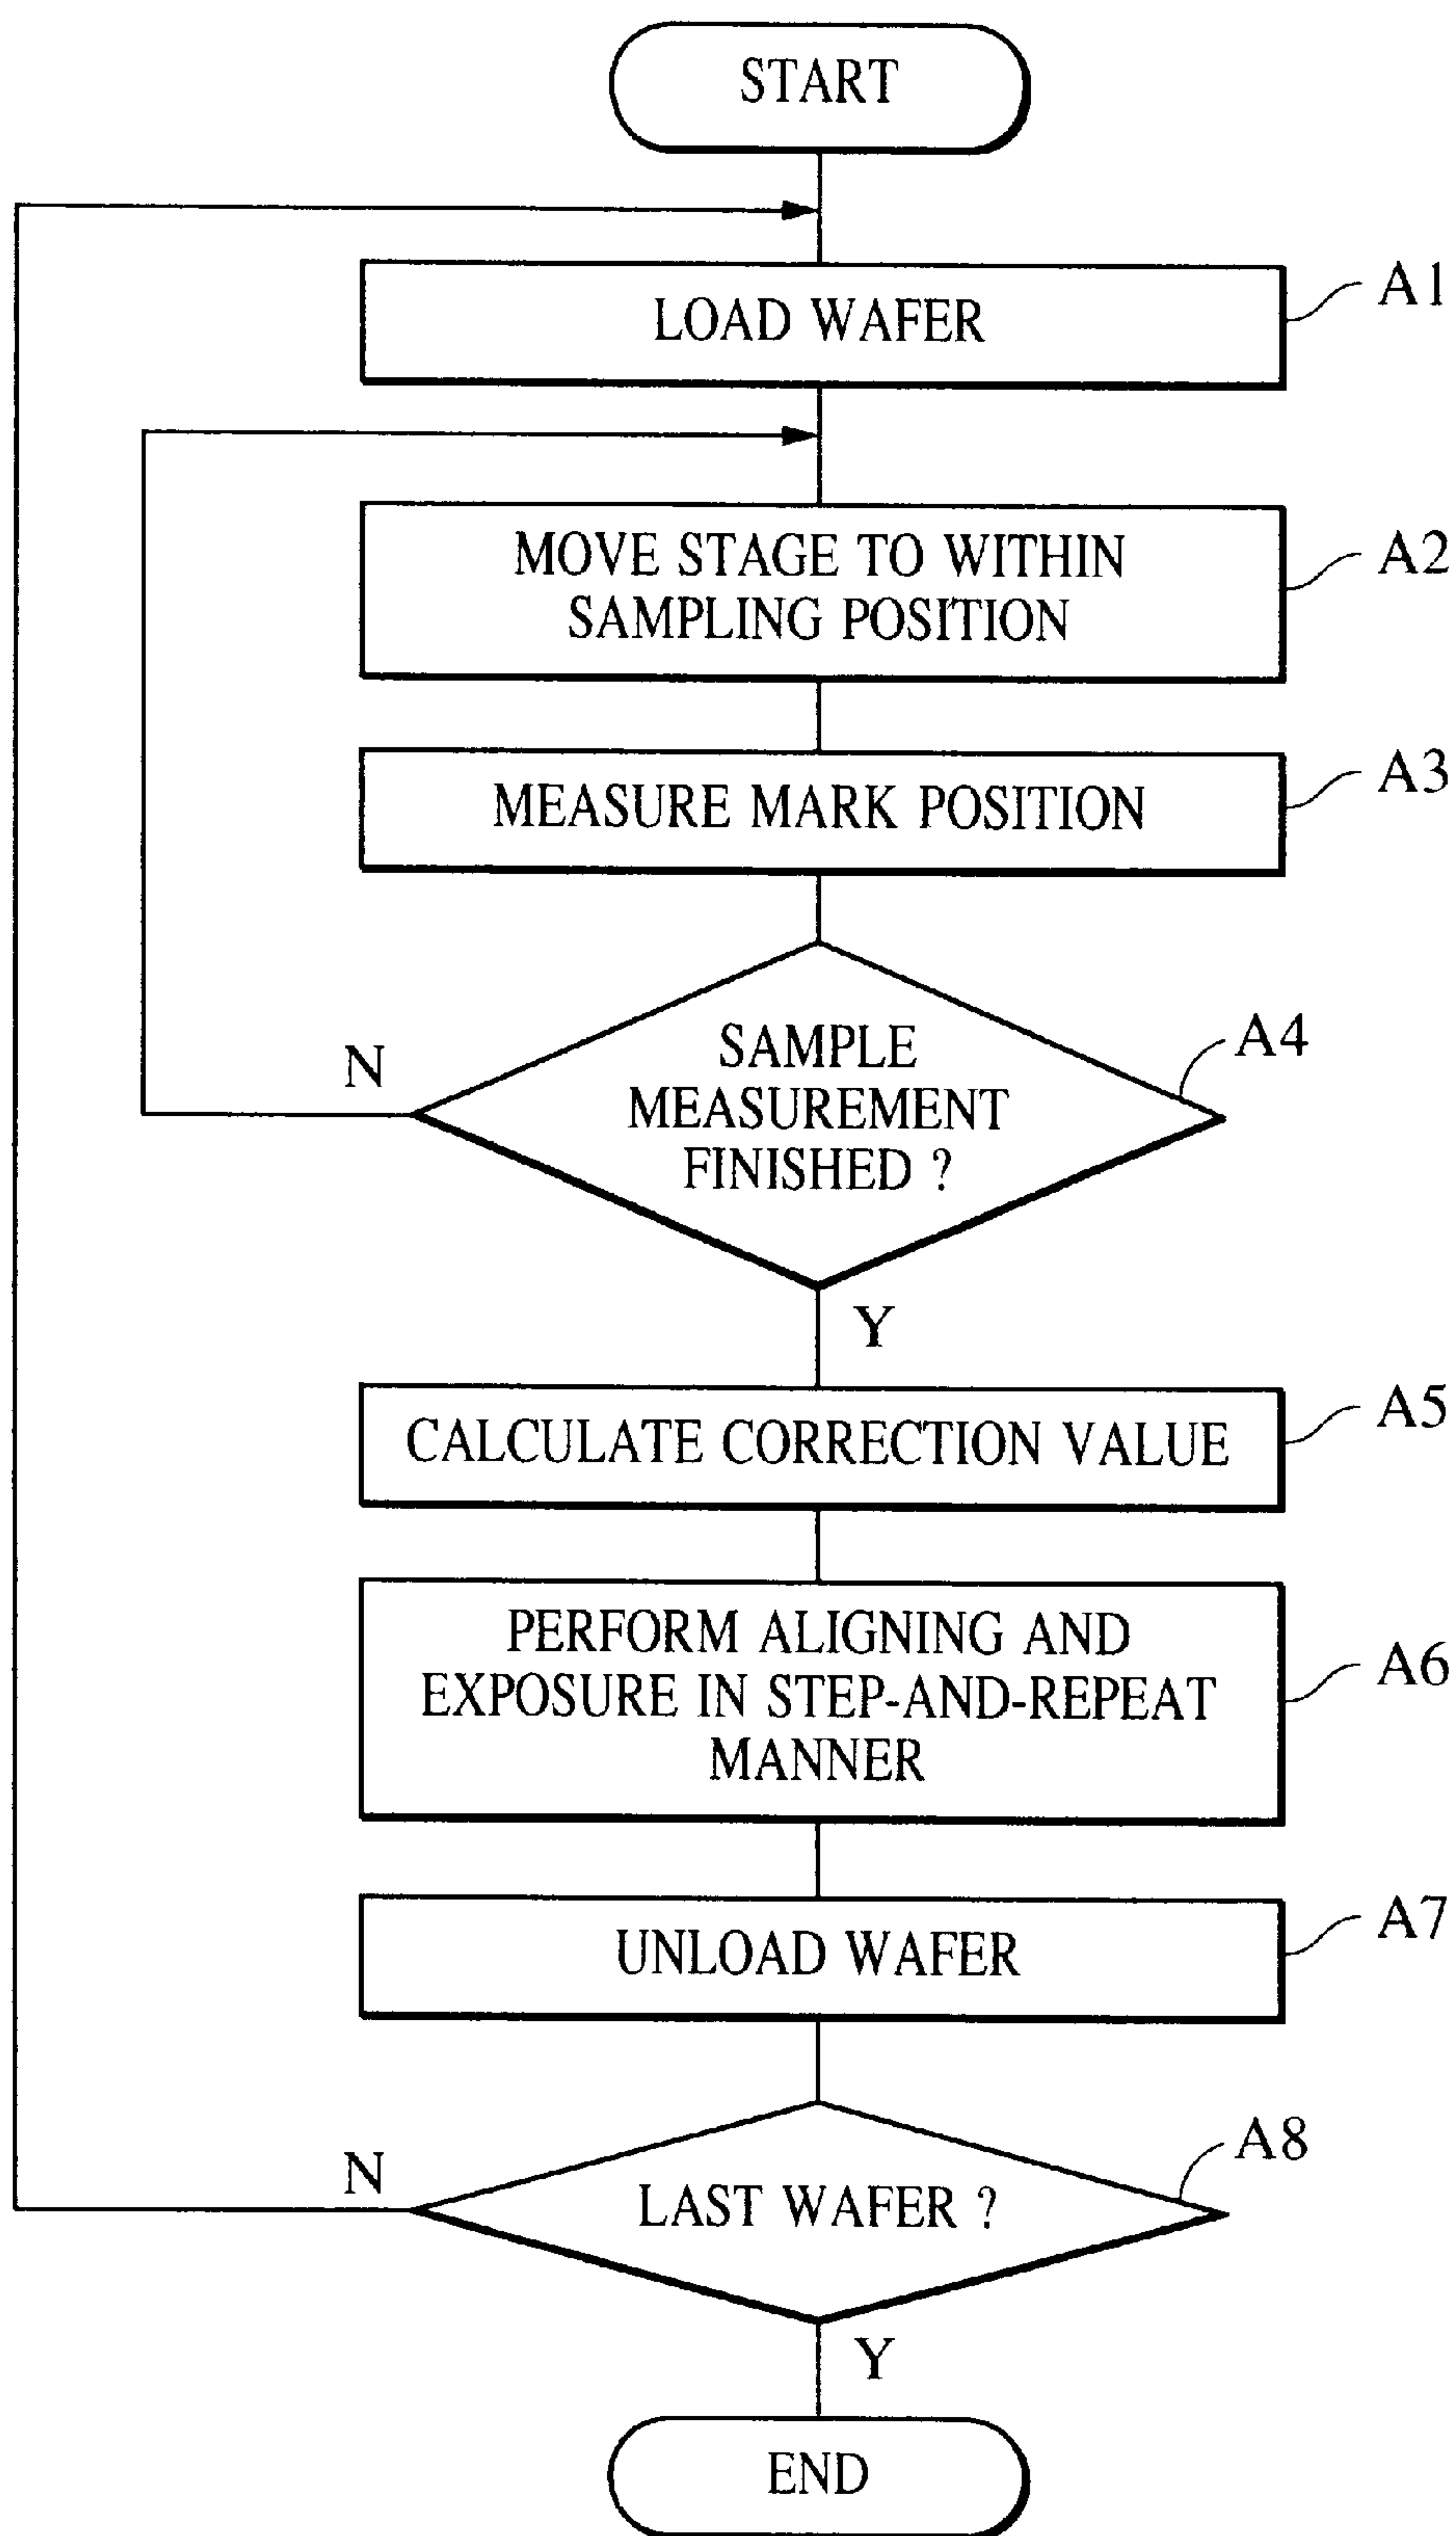 START
LOAD WAFER
A1
MOVE STAGE TO WITHIN
SAMPLING POSITION
A2
MEASURE MARK POSITION
A3
SAMPLE
MEASUREMENT
FINISHED ?
A4
N
Y
CALCULATE CORRECTION VALUE
A5
PERFORM ALIGNING AND
EXPOSURE IN STEP-AND-REPEAT
MANNER
A6
UNLOAD WAFER
A7
LAST WAFER ?
A8
N
Y
END